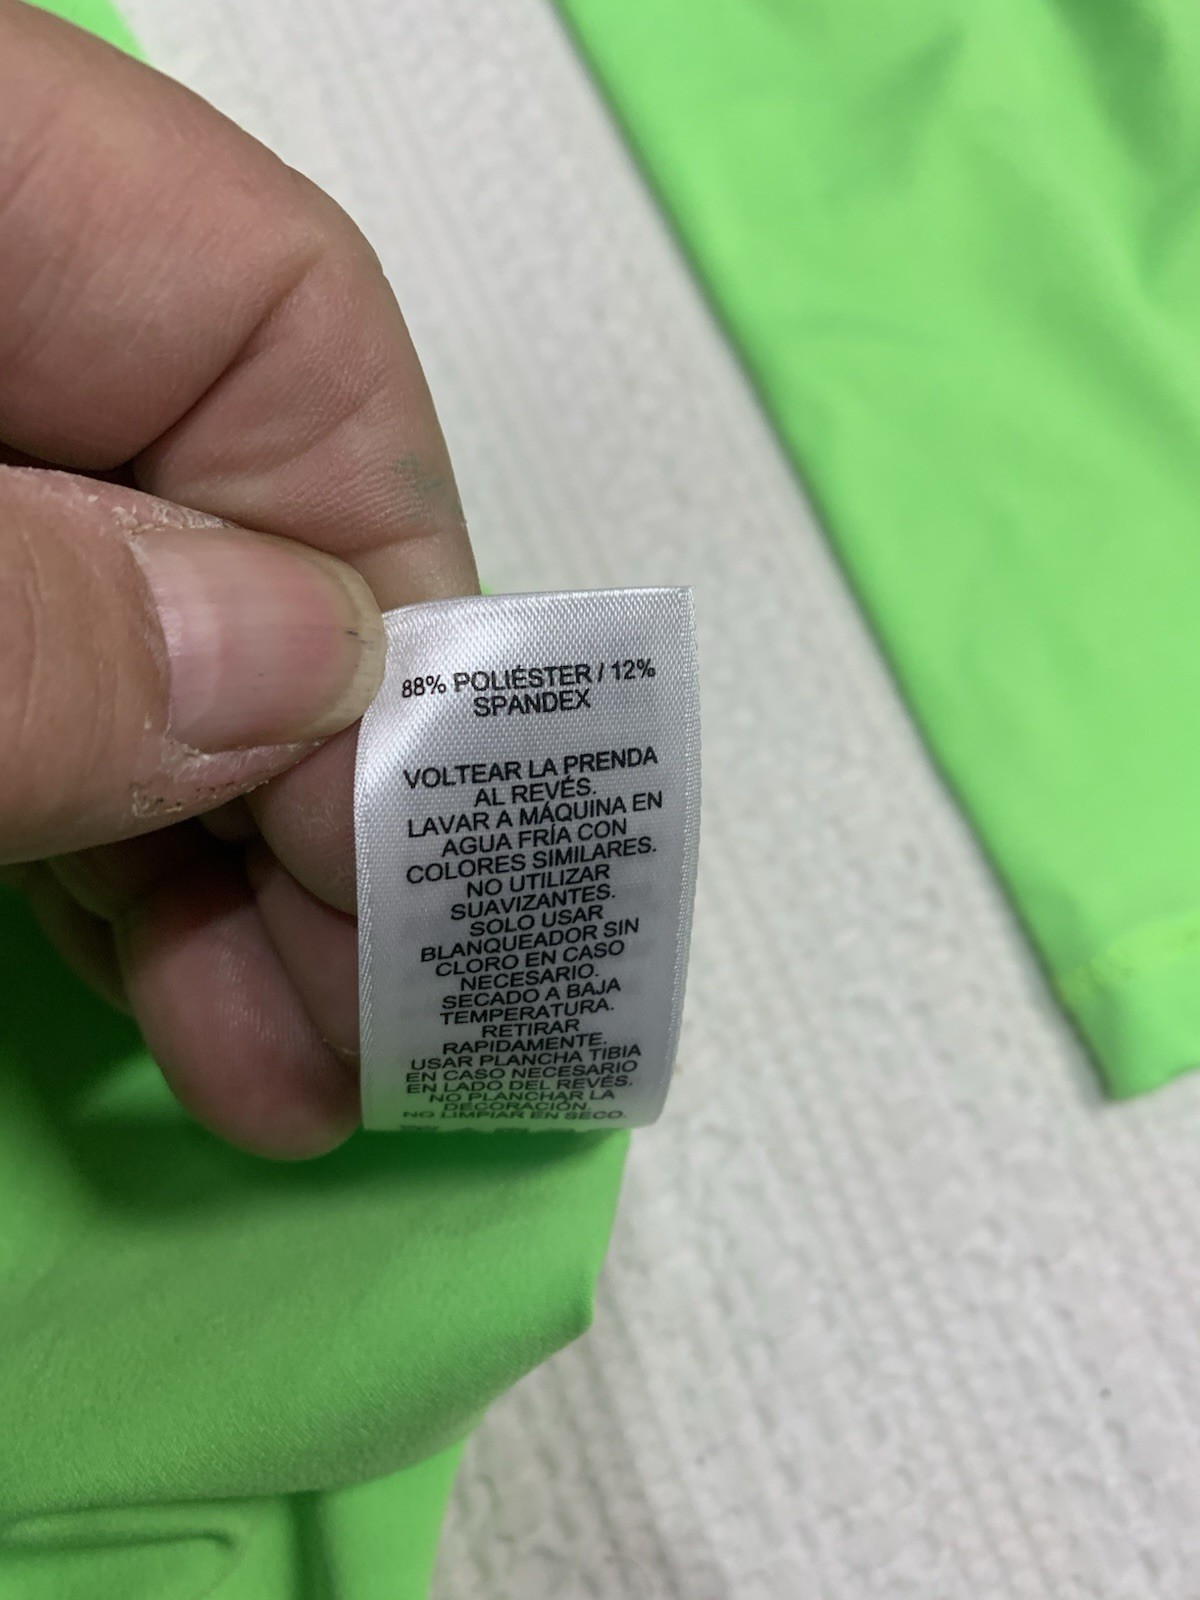 88% POLIÉSTER / 12%
SPANDEX
VOLTEAR LA PRENDA
AL REVÉS.
LAVAR A MÁQUINA EN
AGUA FRÍA CON
COLORES SIMILARES.
NO UTILIZAR
SUAVIZANTES.
SOLO USAR
BLANQUEADOR SIN
CLORO EN CASO
NECESARIO.
SECADO A BAJA
TEMPERATURA.
RETIRAR
RAPIDAMENTE.
USAR PLANCHA TIBIA
EN CASO NECESARIO
EN LADO DEL REVÉS.
NO PLANCHAR LA
DECORACIÓN.
NO LIMPIAR EN SECO.